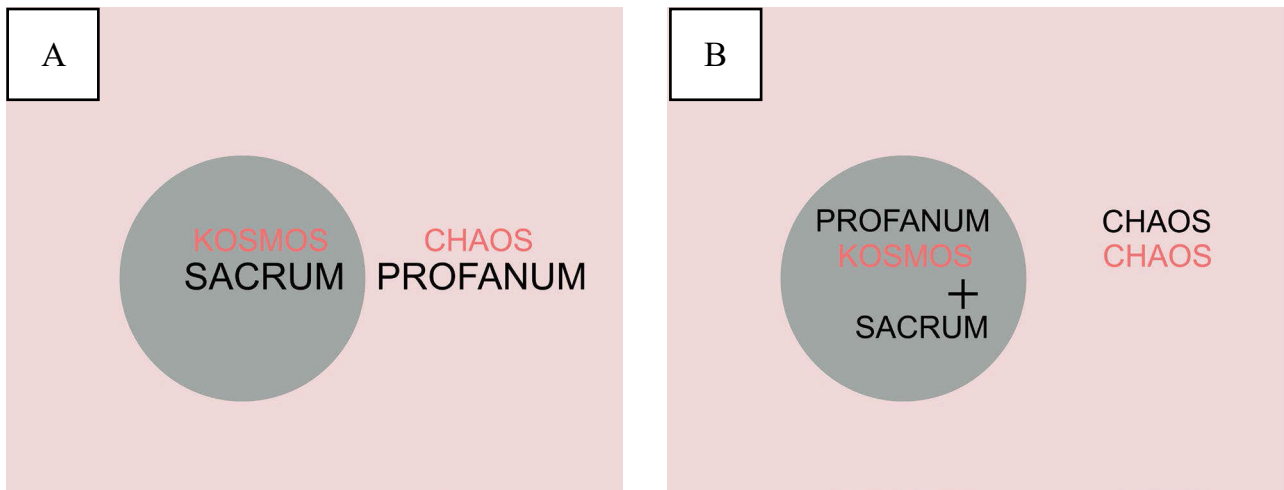 A
KOSMOS
SACRUM
CHAOS
PROFANUM
B
PROFANUM
KOSMOS
+
SACRUM
CHAOS
CHAOS